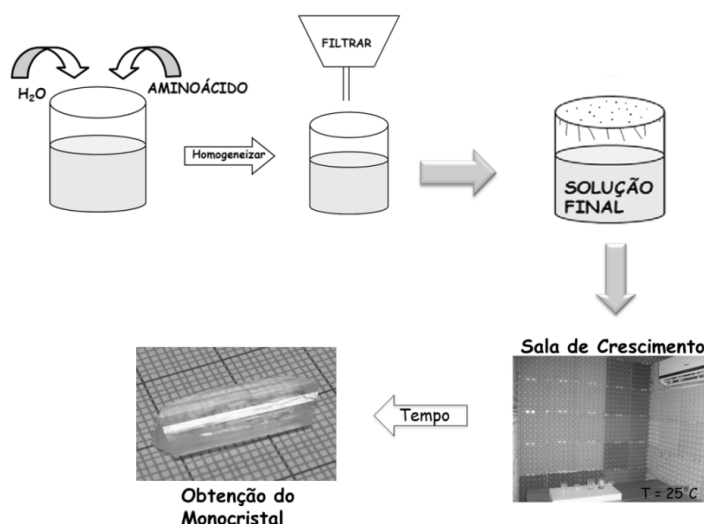 FILTRAR
H₂O
AMINOÁCIDO
Homogeneizar
SOLUÇÃO
FINAL
Sala de Crescimento
T = 25°C
Tempo
Obtenção do
Monocristal